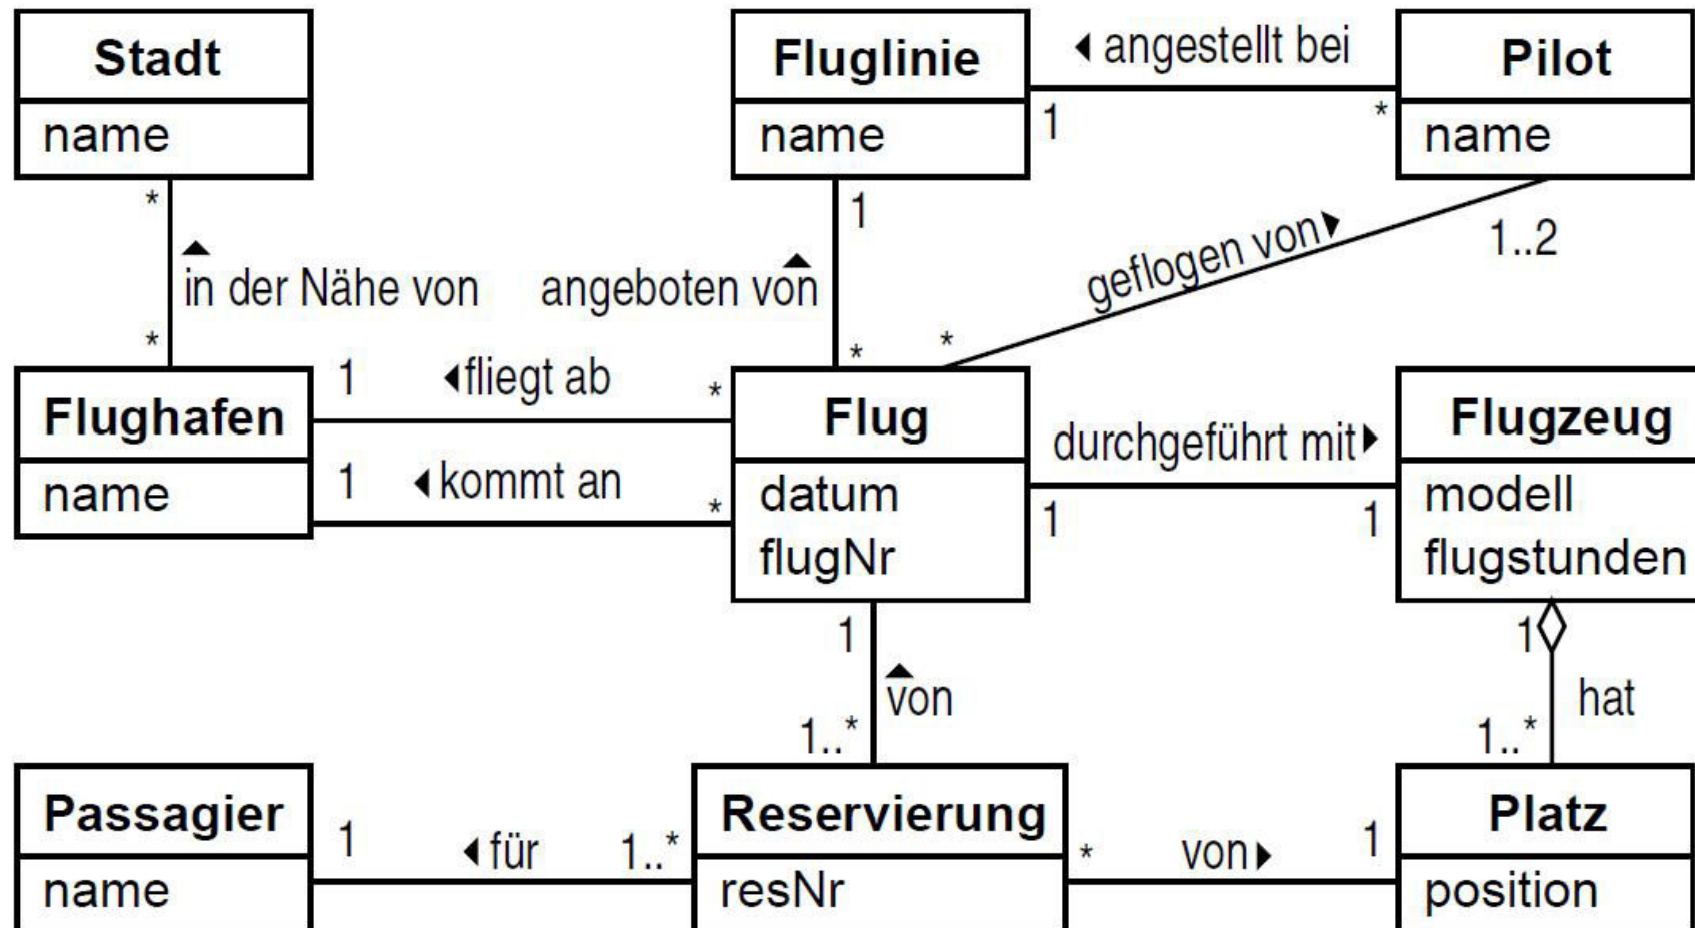 Stadt
name
Fluglinie
name
◄ angestellt bei
1
*
Pilot
name
*
▲
in der Nähe von
*
1
▲
angeboten von
*
geflogen von►
*
1..2
Flughafen
name
1 ◄fliegt ab *
1 ◄kommt an *
Flug
datum
flugNr
durchgeführt mit►
1 1
Flugzeug
modell
flugstunden
1
▲
von
1..*
1
hat
1..*
Passagier
name
1 ◄für 1..*
Reservierung
resNr
* von► 1
Platz
position